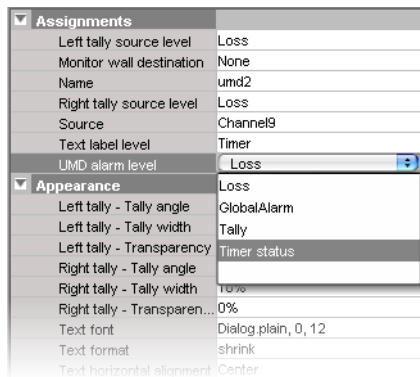 Assignments
Left tally source level Loss
Monitor wall destination None
Name umd2
Right tally source level Loss
Source Channel9
Text label level Timer
UMD alarm level Loss
Appearance Loss
Left tally - Tally angle GlobalAlarm
Left tally - Tally width Tally
Left tally - Transparency Timer status
Right tally - Tally angle
Right tally - Tally width 10%
Right tally - Transparen... 0%
Text font Dialog.plain, 0, 12
Text format shrink
Text horizontal alignment Center